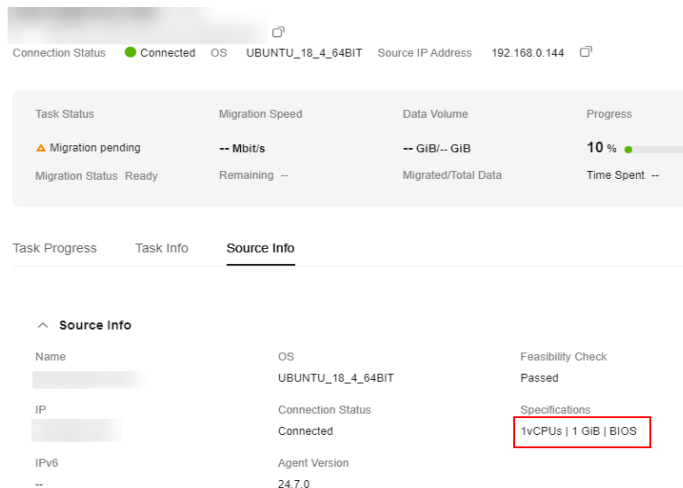 Connection Status Connected OS UBUNTU_18_4_64BIT Source IP Address 192.168.0.144
Task Status Migration Speed Data Volume Progress
Migration pending -- Mbit/s -- GiB/-- GiB 10 %
Migration Status Ready Remaining -- Migrated/Total Data Time Spent --
Task Progress Task Info Source Info
Source Info
Name OS Feasibility Check
UBUNTU_18_4_64BIT Passed
IP Connection Status Specifications
Connected 1vCPUs | 1 GiB | BIOS
IPv6 Agent Version
-- 24.7.0